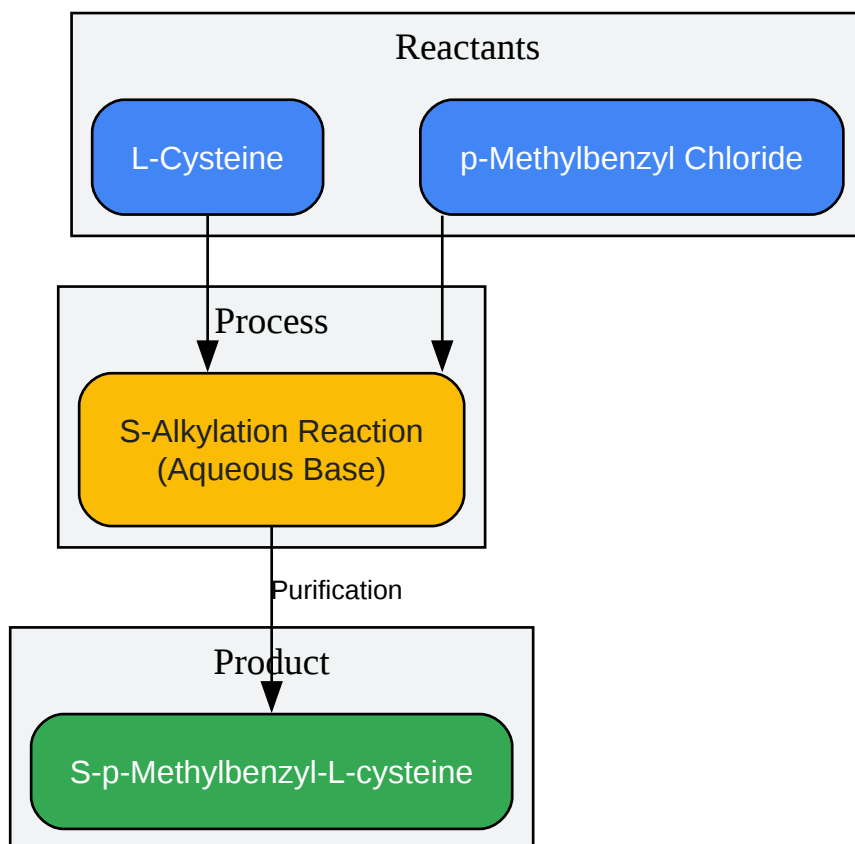 Reactants
L-Cysteine
p-Methylbenzyl Chloride
Process
S-Alkylation Reaction
(Aqueous Base)
Purification
Product
S-p-Methylbenzyl-L-cysteine